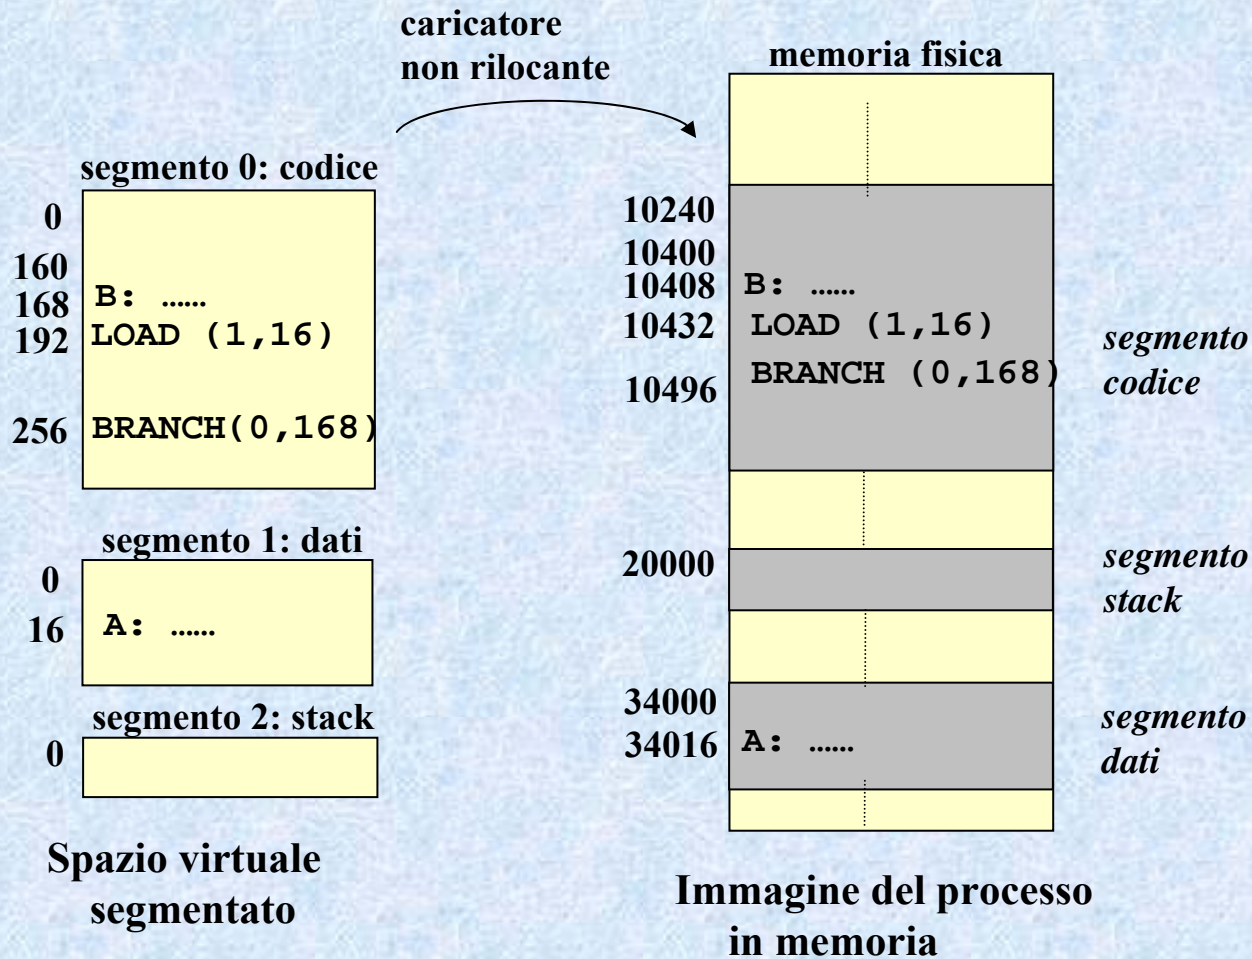 caricatore
non rilocante
memoria fisica
segmento 0: codice
0
160
168
192
256
B: ......
LOAD (1,16)
BRANCH(0,168)
segmento 1: dati
0
16
A: ......
segmento 2: stack
0
Spazio virtuale
segmentato
10240
10400
10408
10432
10496
B: ......
LOAD (1,16)
BRANCH (0,168)
segmento
codice
20000
segmento
stack
34000
34016
A: ......
segmento
dati
Immagine del processo
in memoria